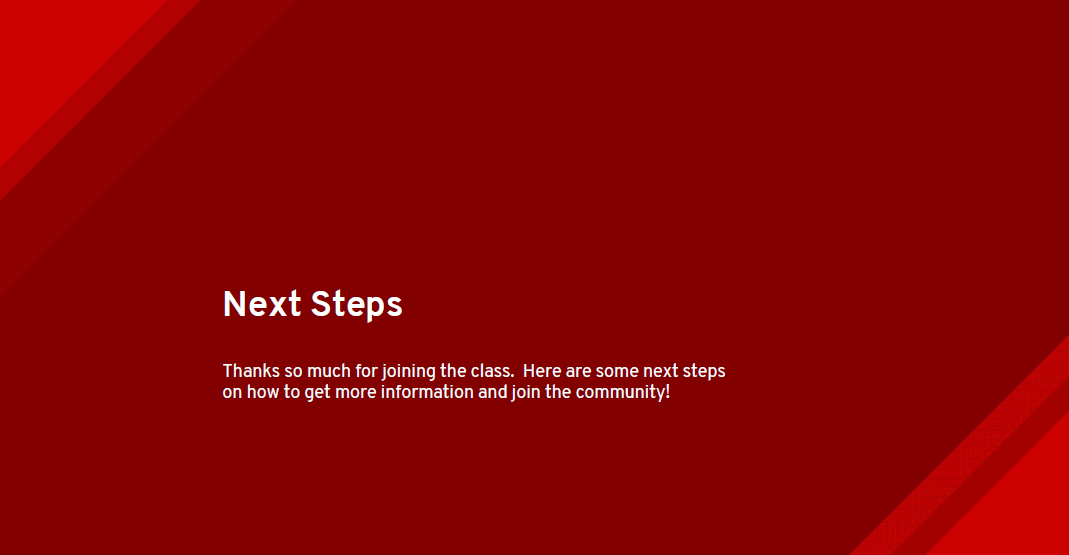 Next Steps
Thanks so much for joining the class.  Here are some next steps
on how to get more information and join the community!